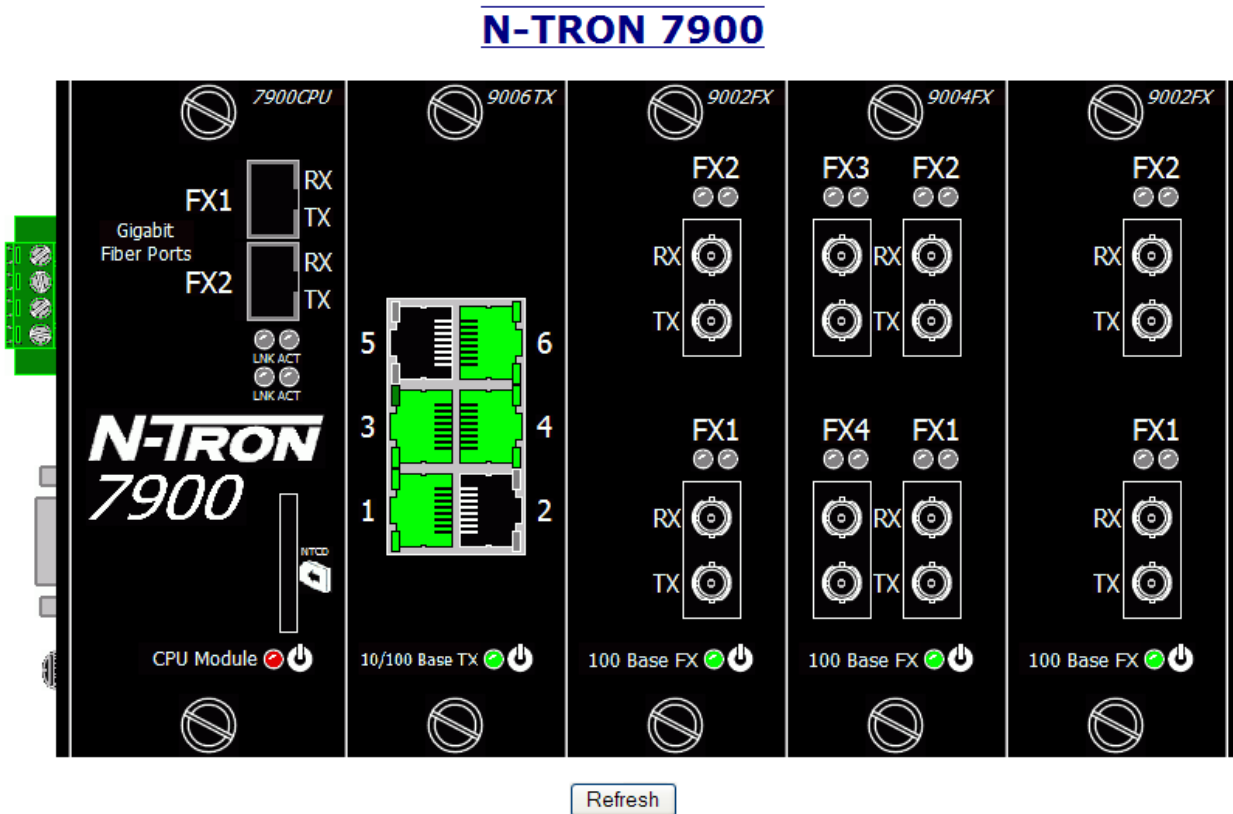 N-TRON 7900
7900CPU
FX1
RX
TX
Gigabit
Fiber Ports
FX2
RX
TX
LNK ACT
LNK ACT
N-TRON
7900
NTCD
CPU Module
9006TX
5
6
3
4
1
2
10/100 Base TX
9002FX
FX2
RX
TX
FX1
RX
TX
100 Base FX
9004FX
FX3 FX2
RX
TX
FX4 FX1
RX
TX
100 Base FX
9002FX
FX2
RX
TX
FX1
RX
TX
100 Base FX
Refresh